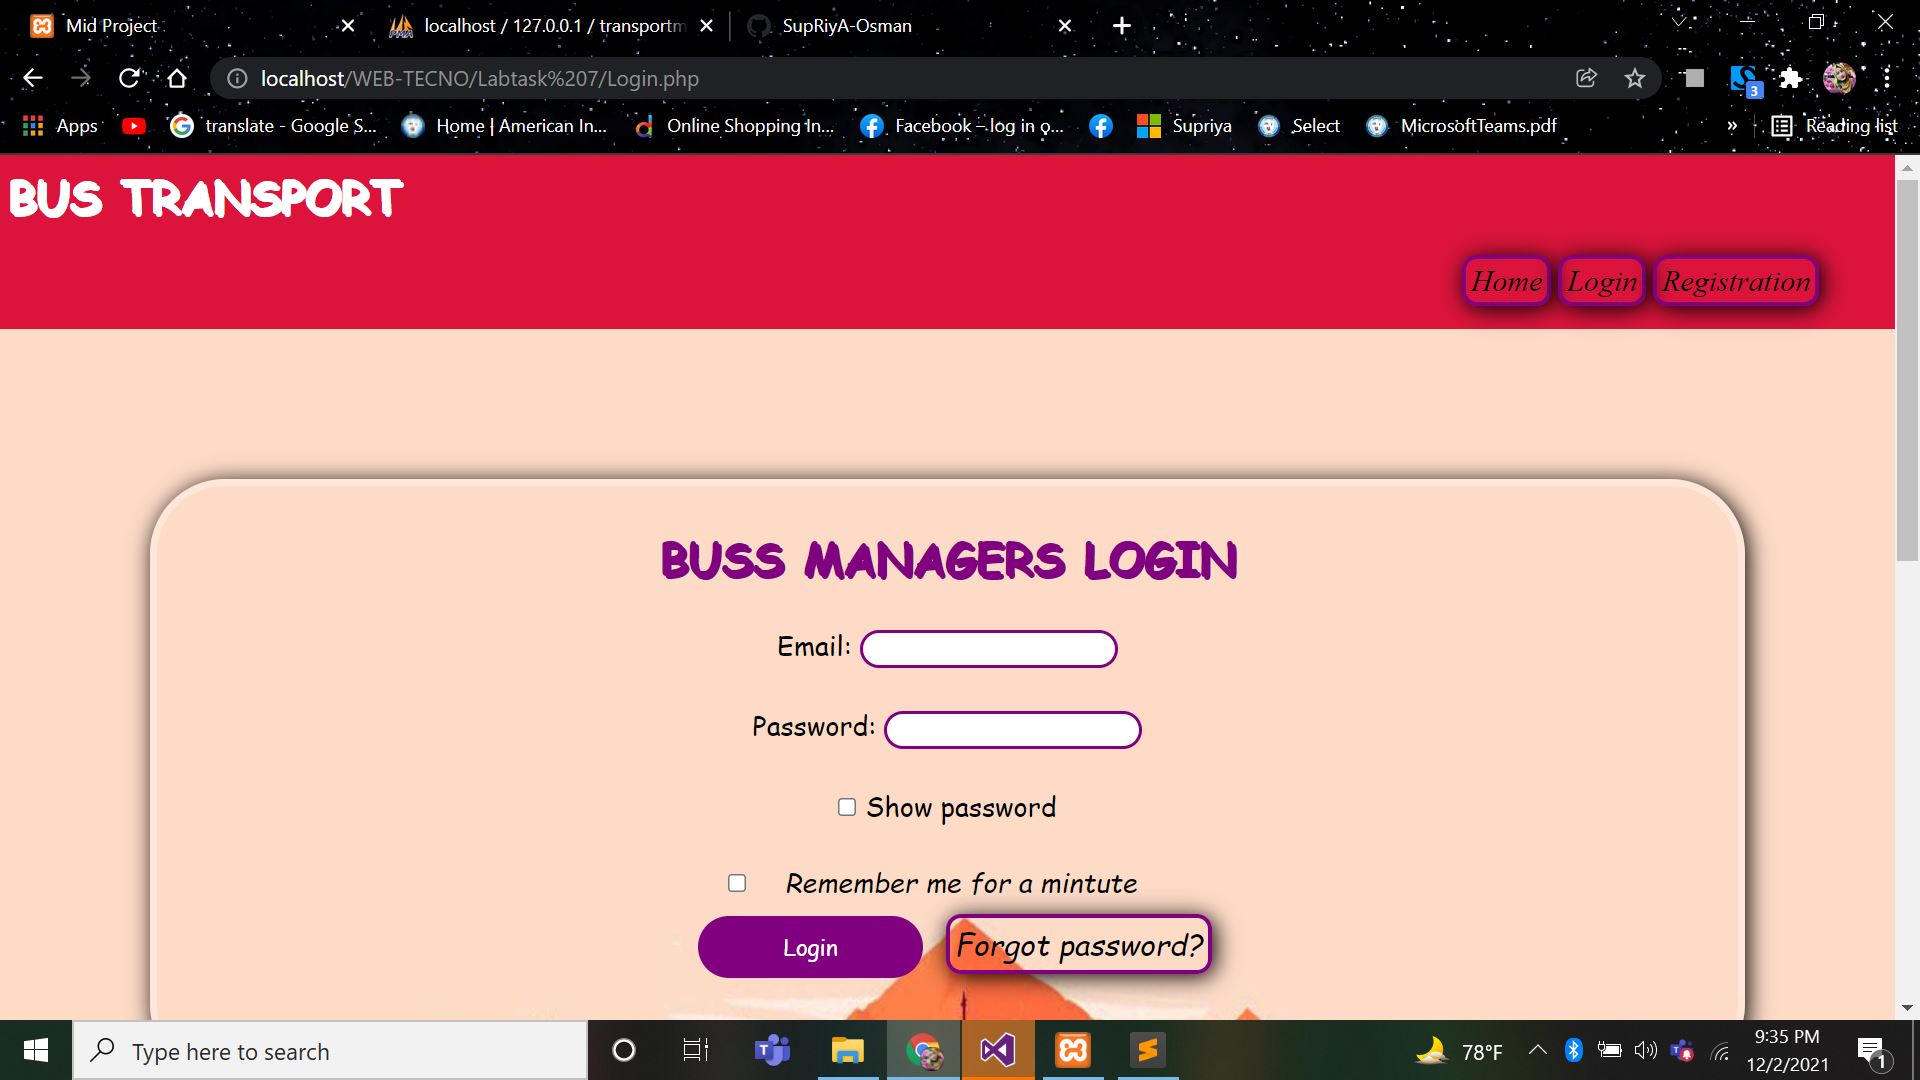 Mid Project
localhost / 127.0.0.1 / transportm
SupRiyA-Osman
localhost/WEB-TECNO/Labtask%207/Login.php
3
Apps
translate - Google S...
Home | American In...
Online Shopping In...
Facebook – log in o...
Supriya
Select
MicrosoftTeams.pdf
»
Reading list
BUS TRANSPORT
Home
Login
Registration
BUSS MANAGERS LOGIN
Email:
Password:
Show password
Remember me for a mintute
Login
Forgot password?
Type here to search
78°F
9:35 PM
12/2/2021
1